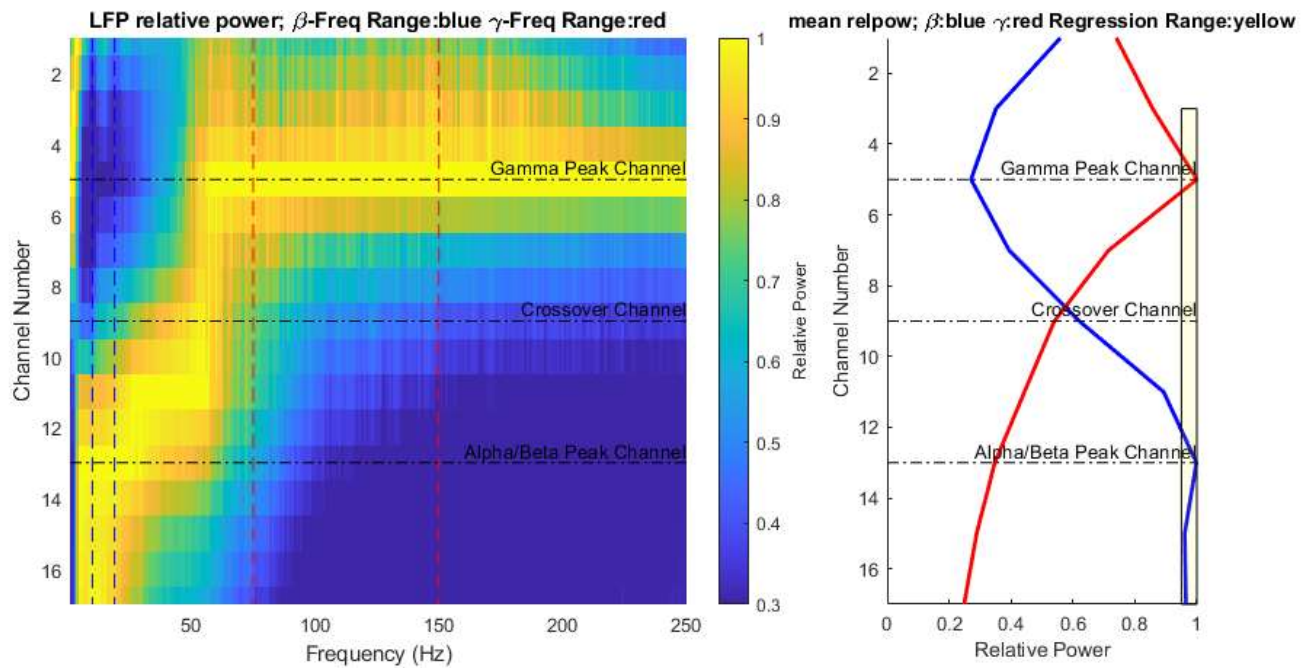 LFP relative power; β-Freq Range:blue γ-Freq Range:red
2
4
6
8
10
12
14
16
Channel Number
Gamma Peak Channel
Crossover Channel
Alpha/Beta Peak Channel
50
100
150
200
250
Frequency (Hz)
1
0.9
0.8
0.7
0.6
0.5
0.4
0.3
Relative Power
mean relpow; β:blue γ:red Regression Range:yellow
2
4
6
8
10
12
14
16
Channel Number
Gamma Peak Channel
Crossover Channel
Alpha/Beta Peak Channel
0
0.2
0.4
0.6
0.8
1
Relative Power